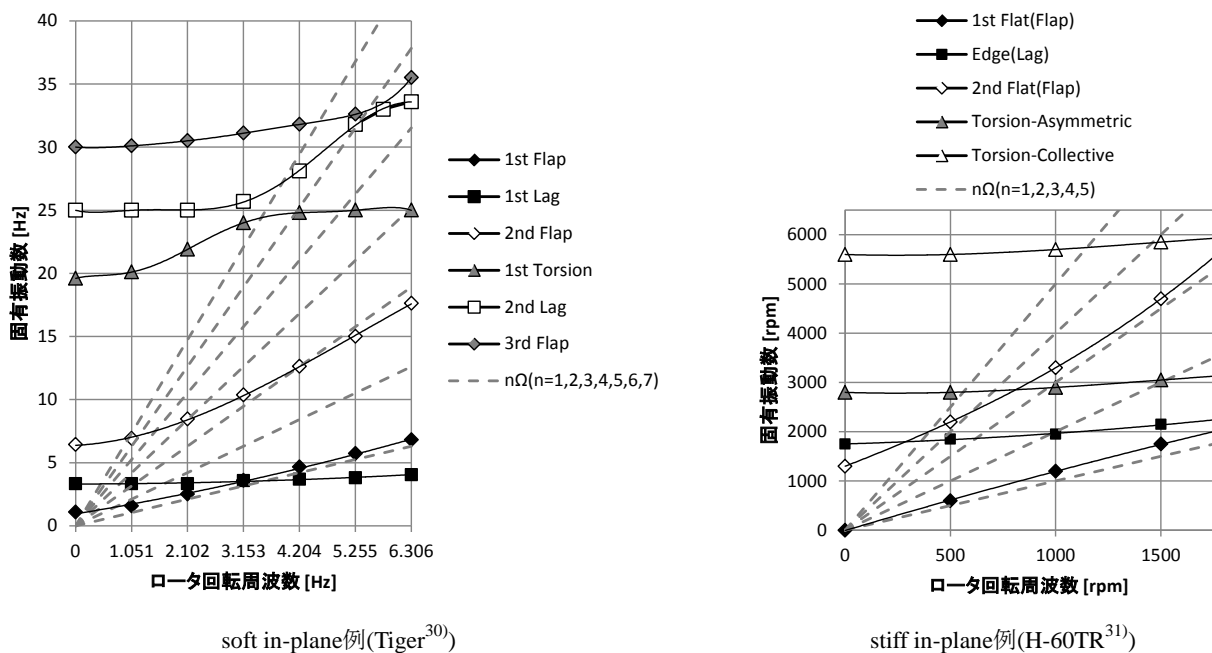 40
35
30
25
20
15
10
5
0
固有振動数 [Hz]
0 1.051 2.102 3.153 4.204 5.255 6.306
ロータ回転周波数 [Hz]
1st Flap
1st Lag
2nd Flap
1st Torsion
2nd Lag
3rd Flap
nΩ(n=1,2,3,4,5,6,7)
soft in-plane例(Tiger30))
1st Flat(Flap)
Edge(Lag)
2nd Flat(Flap)
Torsion-Asymmetric
Torsion-Collective
nΩ(n=1,2,3,4,5)
6000
5000
4000
3000
2000
1000
0
固有振動数 [rpm]
0 500 1000 1500
ロータ回転周波数 [rpm]
stiff in-plane例(H-60TR31))